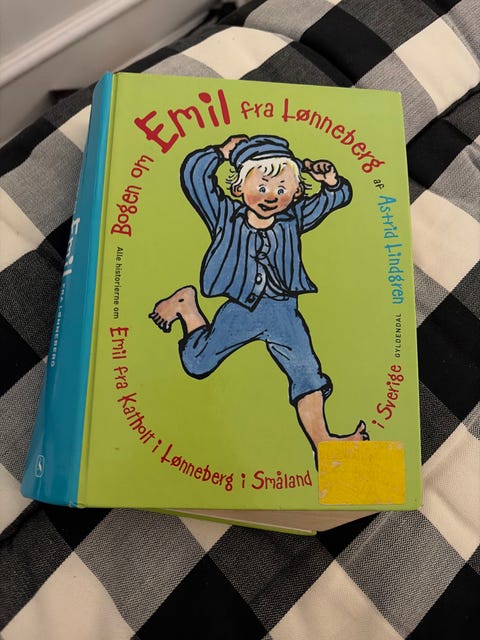 Bogen om
Emil fra Lønneberg
af Astrid Lindgren
GYLDENDAL
Alle historierne om
Emil fra Katholt i Lønneberg i Småland
i Sverige
Emil
FRA LØNNEBERG